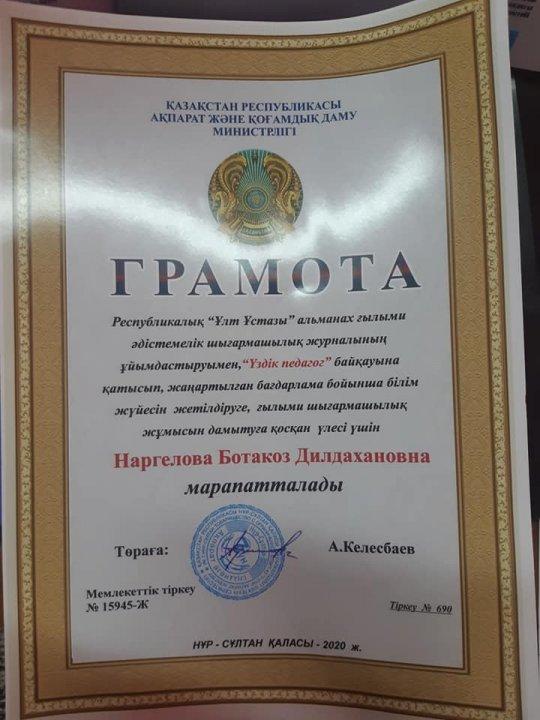 ҚАЗАҚСТАН РЕСПУБЛИКАСЫ
АҚПАРАТ ЖӘНЕ ҚОҒАМДЫҚ ДАМУ
МИНИСТРЛІГІ
ГРАМОТА
Республикалық “Ұлт Ұстазы” альманах ғылыми
әдістемелік шығармашылық журналының
ұйымдастыруымен,“Үздік педагог” байқауына
қатысып, жаңартылған бағдарлама бойынша білім
жүйесін жетілдіруге, ғылыми шығармашылық
жұмысын дамытуға қосқан үлесі үшін
Наргелова Ботакоз Дилдахановна
марапатталады
Төраға:
А.Келесбаев
Мемлекеттік тіркеу
№ 15945-Ж
Тіркеу № 690
НҰР - СҰЛТАН ҚАЛАСЫ - 2020 ж.